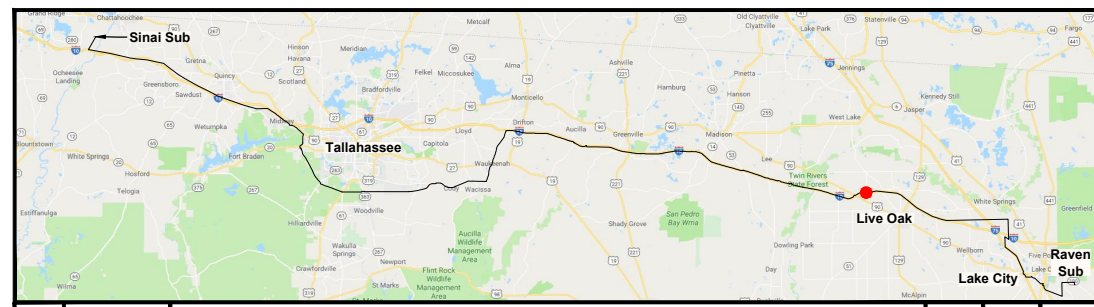 Grand Ridge
Chattahoochee
Sinai Sub
Metcalf
Old Clyattville
Clyattville
Lake Park
Statenville
Fargo
Ocheesee
Landing
Gretna
Hinson
Havana
Meridian
Felkel
Miccosukee
Alma
Ashville
Pinetta
Jennings
Greensboro
Quincy
Scotland
Bradfordville
Hamburg
Hanson
Sawdust
Monticello
Kennedy Still
Jasper
Wetumpka
Midway
Lloyd
Drifton
Aucilla
Greenville
Madison
West Lake
Blountstown
White Springs
Hosford
Telogia
Fort Braden
Tallahassee
Capitola
Waukeenah
Lee
Twin Rivers
State Forest
Cody
Wacissa
White Springs
Estiffanulga
Woodville
Hilliardville
San Pedro
Bay Wma
Shady Grove
Live Oak
Greenfield
Wakulla
Springs
Aucilla
Wildlife
Management
Area
Dowling Park
Wellborn
Five Points
Raven
Sub
Newport
Crawfordville
Flint Rock
Wildlife
Management
Area
Day
Lake City
Wilma
St Marks
McAlpin